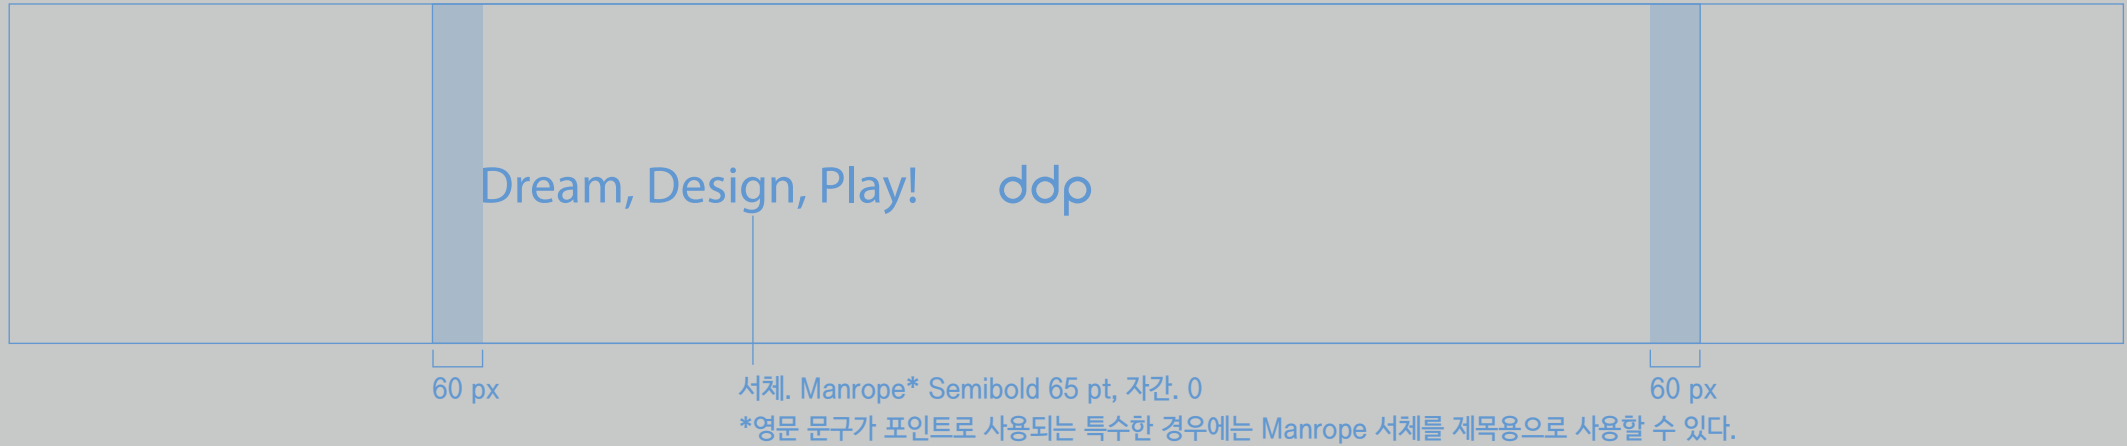 Dream, Design, Play! ddp
60 px
서체. Manrope* Semibold 65 pt, 자간. 0
*영문 문구가 포인트로 사용되는 특수한 경우에는 Manrope 서체를 제목용으로 사용할 수 있다.
60 px